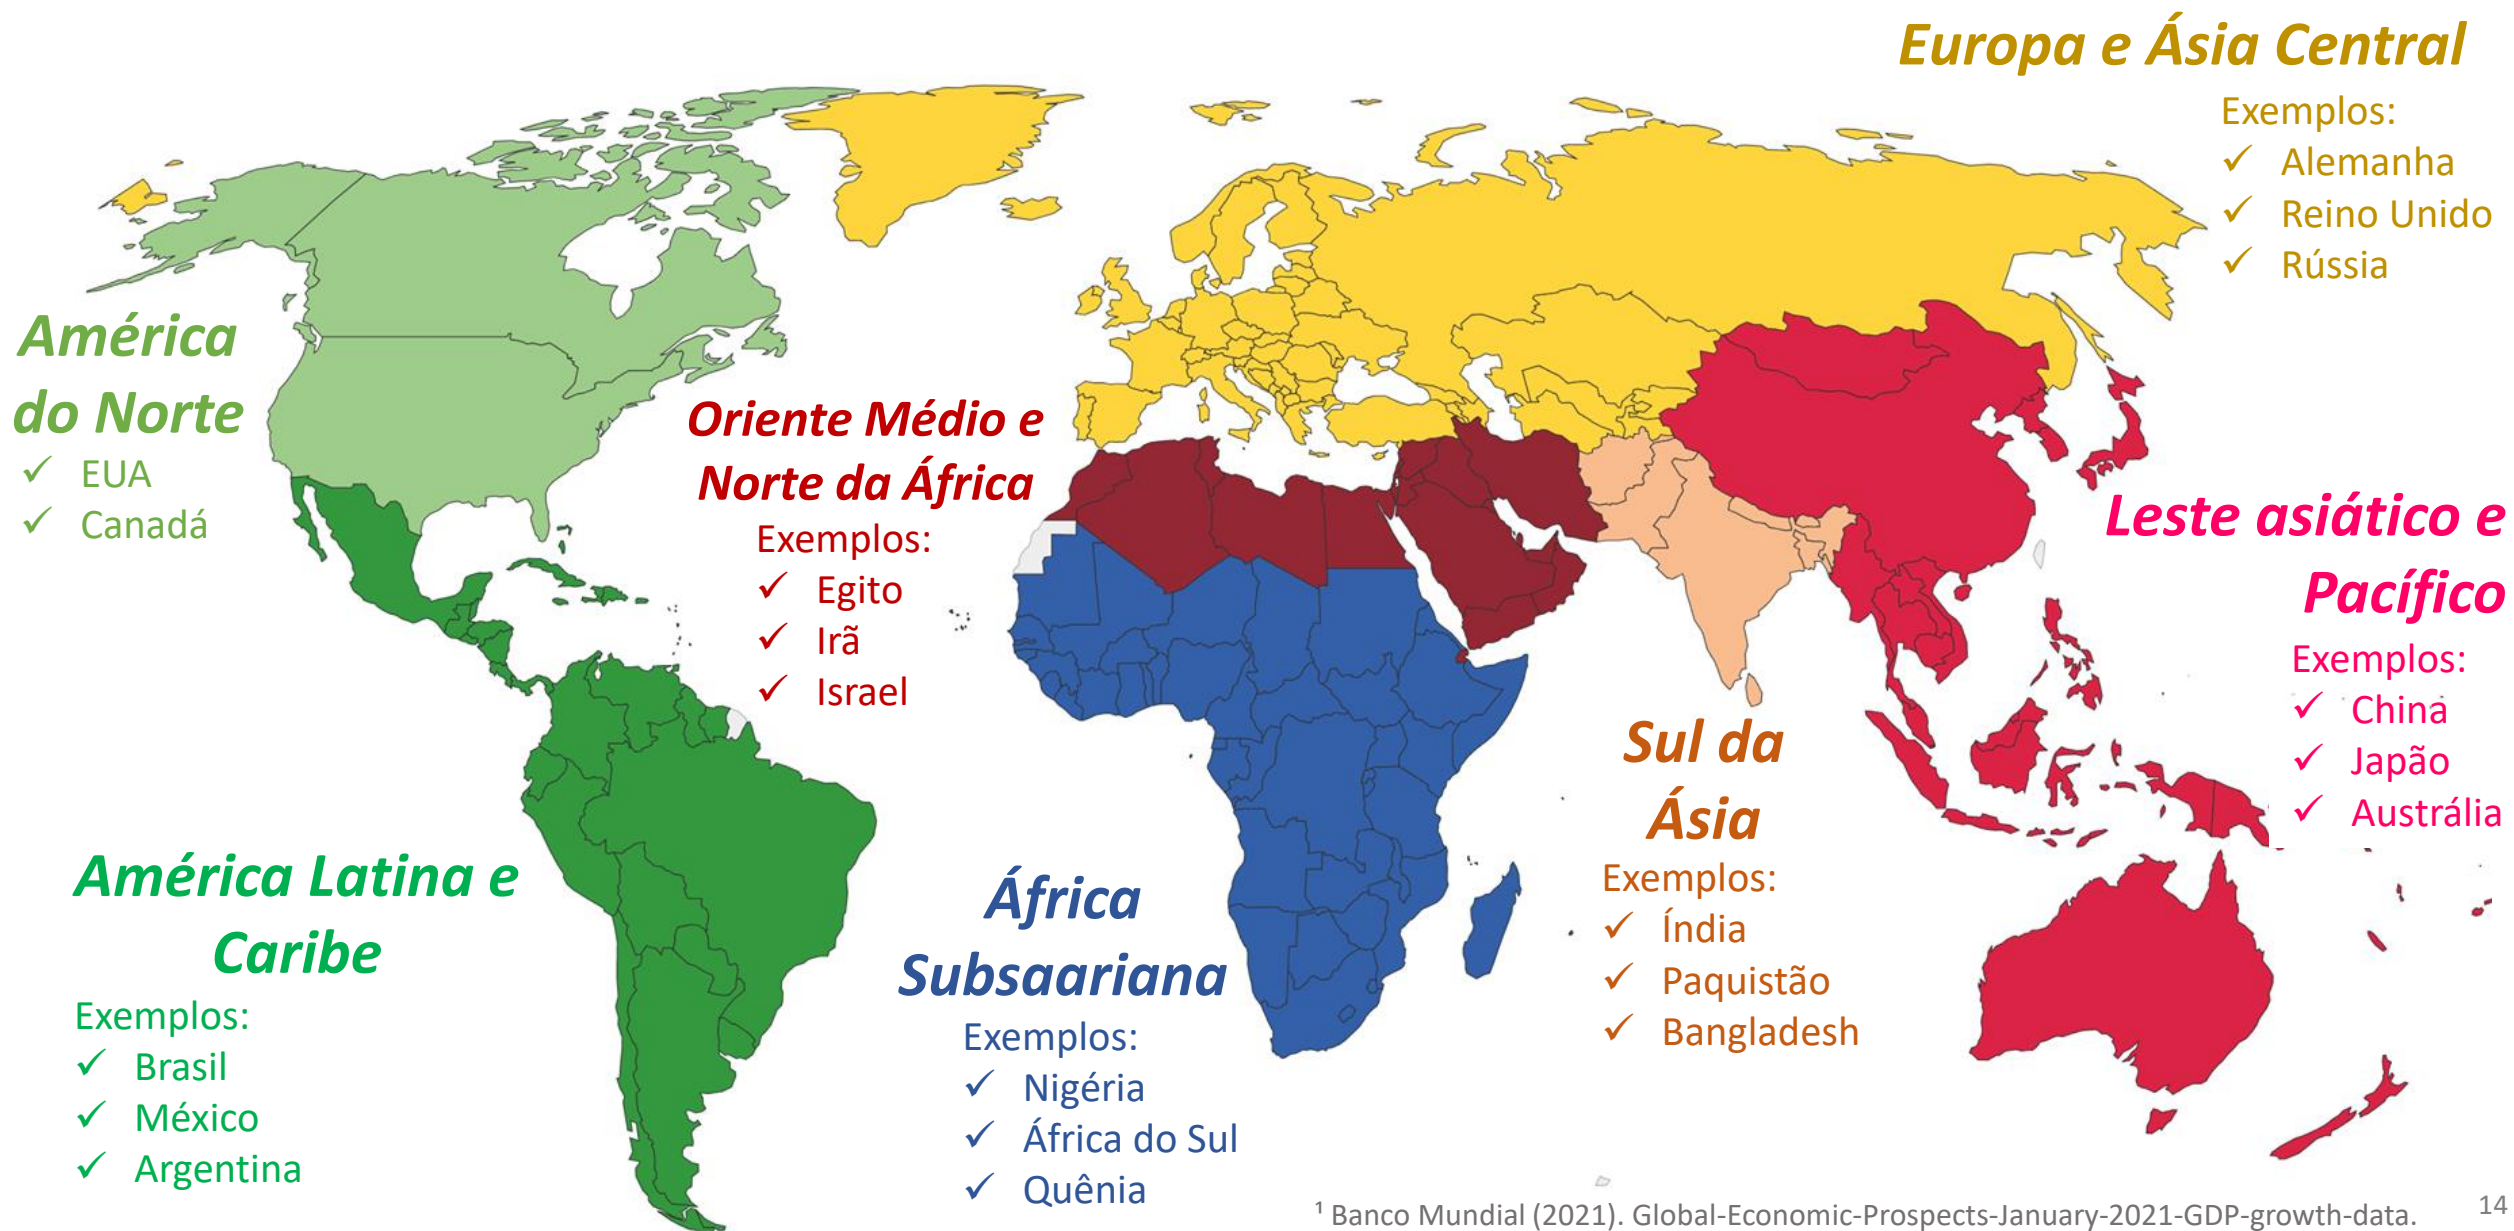 Europa e Ásia Central
Exemplos:
✓ Alemanha
✓ Reino Unido
✓ Rússia
América
do Norte
✓ EUA
✓ Canadá
Oriente Médio e
Norte da África
Exemplos:
✓ Egito
✓ Irã
✓ Israel
Leste asiático e
Pacífico
Exemplos:
✓ China
✓ Japão
✓ Austrália
Sul da
Ásia
Exemplos:
✓ Índia
✓ Paquistão
✓ Bangladesh
América Latina e
Caribe
Exemplos:
✓ Brasil
✓ México
✓ Argentina
África
Subsaariana
Exemplos:
✓ Nigéria
✓ África do Sul
✓ Quênia
¹ Banco Mundial (2021). Global-Economic-Prospects-January-2021-GDP-growth-data.
14